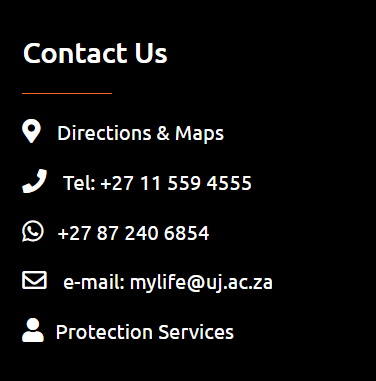 Contact Us
Directions & Maps
Tel: +27 11 559 4555
+27 87 240 6854
e-mail: mylife@uj.ac.za
Protection Services